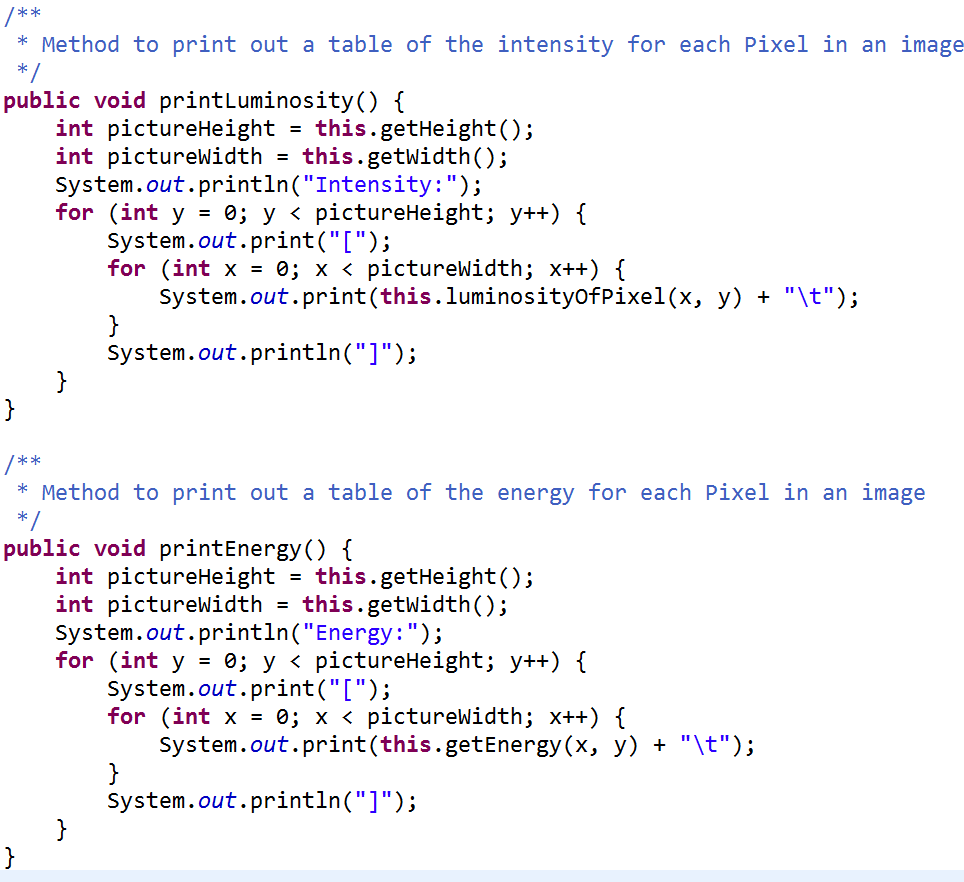 /**
 * Method to print out a table of the intensity for each Pixel in an image
 */
public void printLuminosity() {
    int pictureHeight = this.getHeight();
    int pictureWidth = this.getWidth();
    System.out.println("Intensity:");
    for (int y = 0; y < pictureHeight; y++) {
        System.out.print("[");
        for (int x = 0; x < pictureWidth; x++) {
            System.out.print(this.luminosityOfPixel(x, y) + "\t");
        }
        System.out.println("]");
    }
}

/**
 * Method to print out a table of the energy for each Pixel in an image
 */
public void printEnergy() {
    int pictureHeight = this.getHeight();
    int pictureWidth = this.getWidth();
    System.out.println("Energy:");
    for (int y = 0; y < pictureHeight; y++) {
        System.out.print("[");
        for (int x = 0; x < pictureWidth; x++) {
            System.out.print(this.getEnergy(x, y) + "\t");
        }
        System.out.println("]");
    }
}